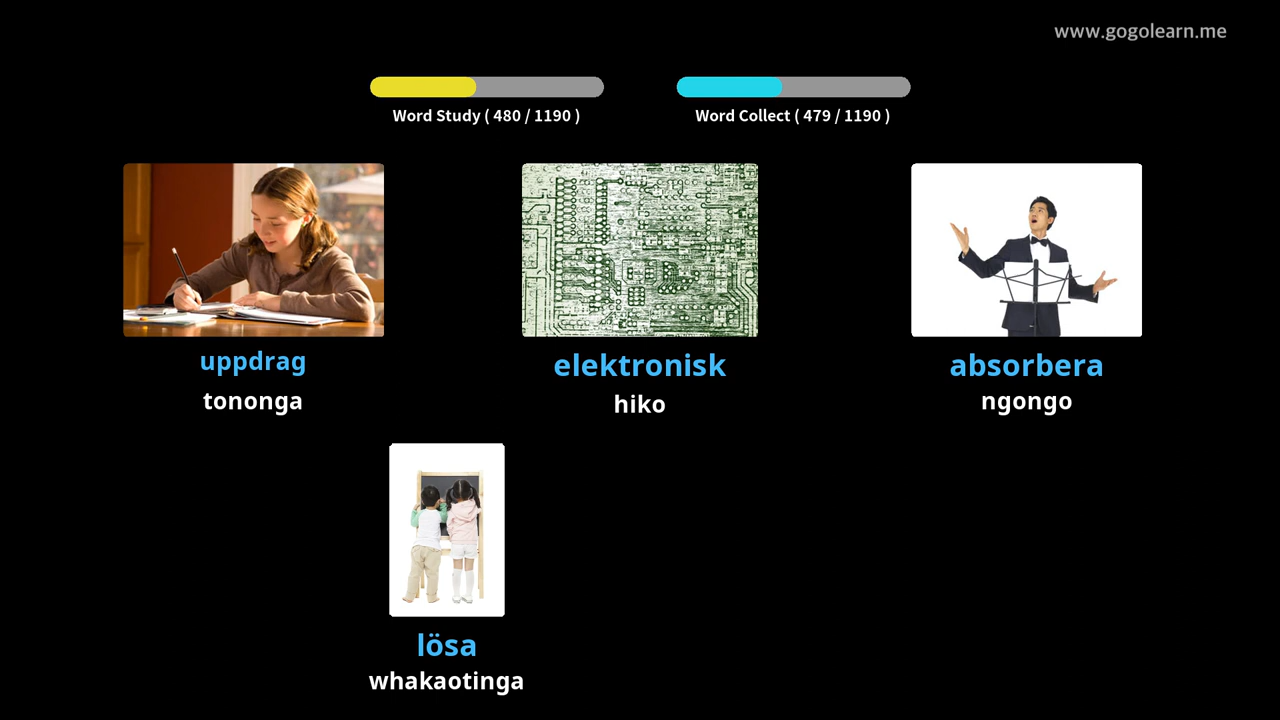 www.gogolearn.me
Word Study ( 480 / 1190 )
Word Collect ( 479 / 1190 )
uppdrag
tononga
elektronisk
hiko
absorbera
ngongo
lösa
whakaotinga